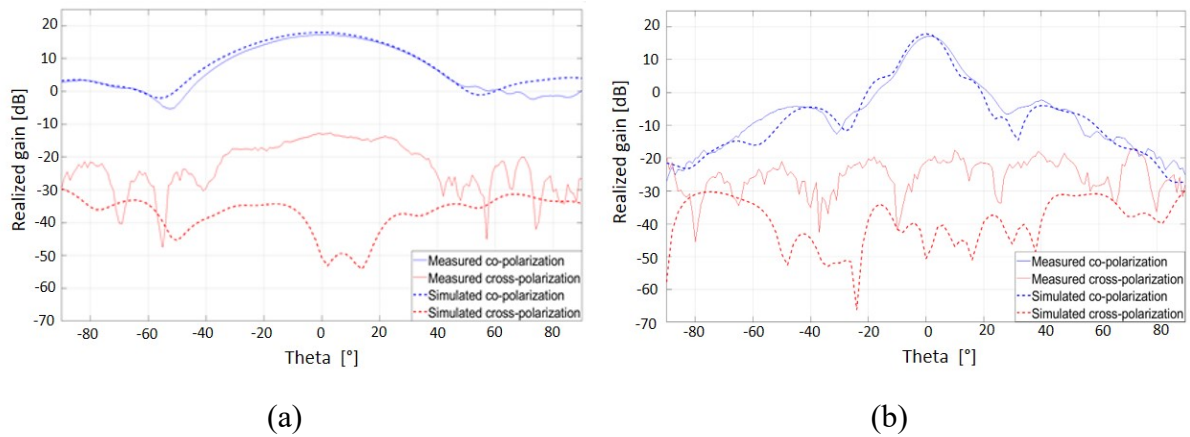 Realized gain [dB]
20
10
0
-10
-20
-30
-40
-50
-60
-70
-80 -60 -40 -20 0 20 40 60 80
Theta [°]
Measured co-polarization
Measured cross-polarization
Simulated co-polarization
Simulated cross-polarization
(a)
Realized gain [dB]
20
10
0
-10
-20
-30
-40
-50
-60
-70
-80 -60 -40 -20 0 20 40 60 80
Theta [°]
Measured co-polarization
Measured cross-polarization
Simulated co-polarization
Simulated cross-polarization
(b)